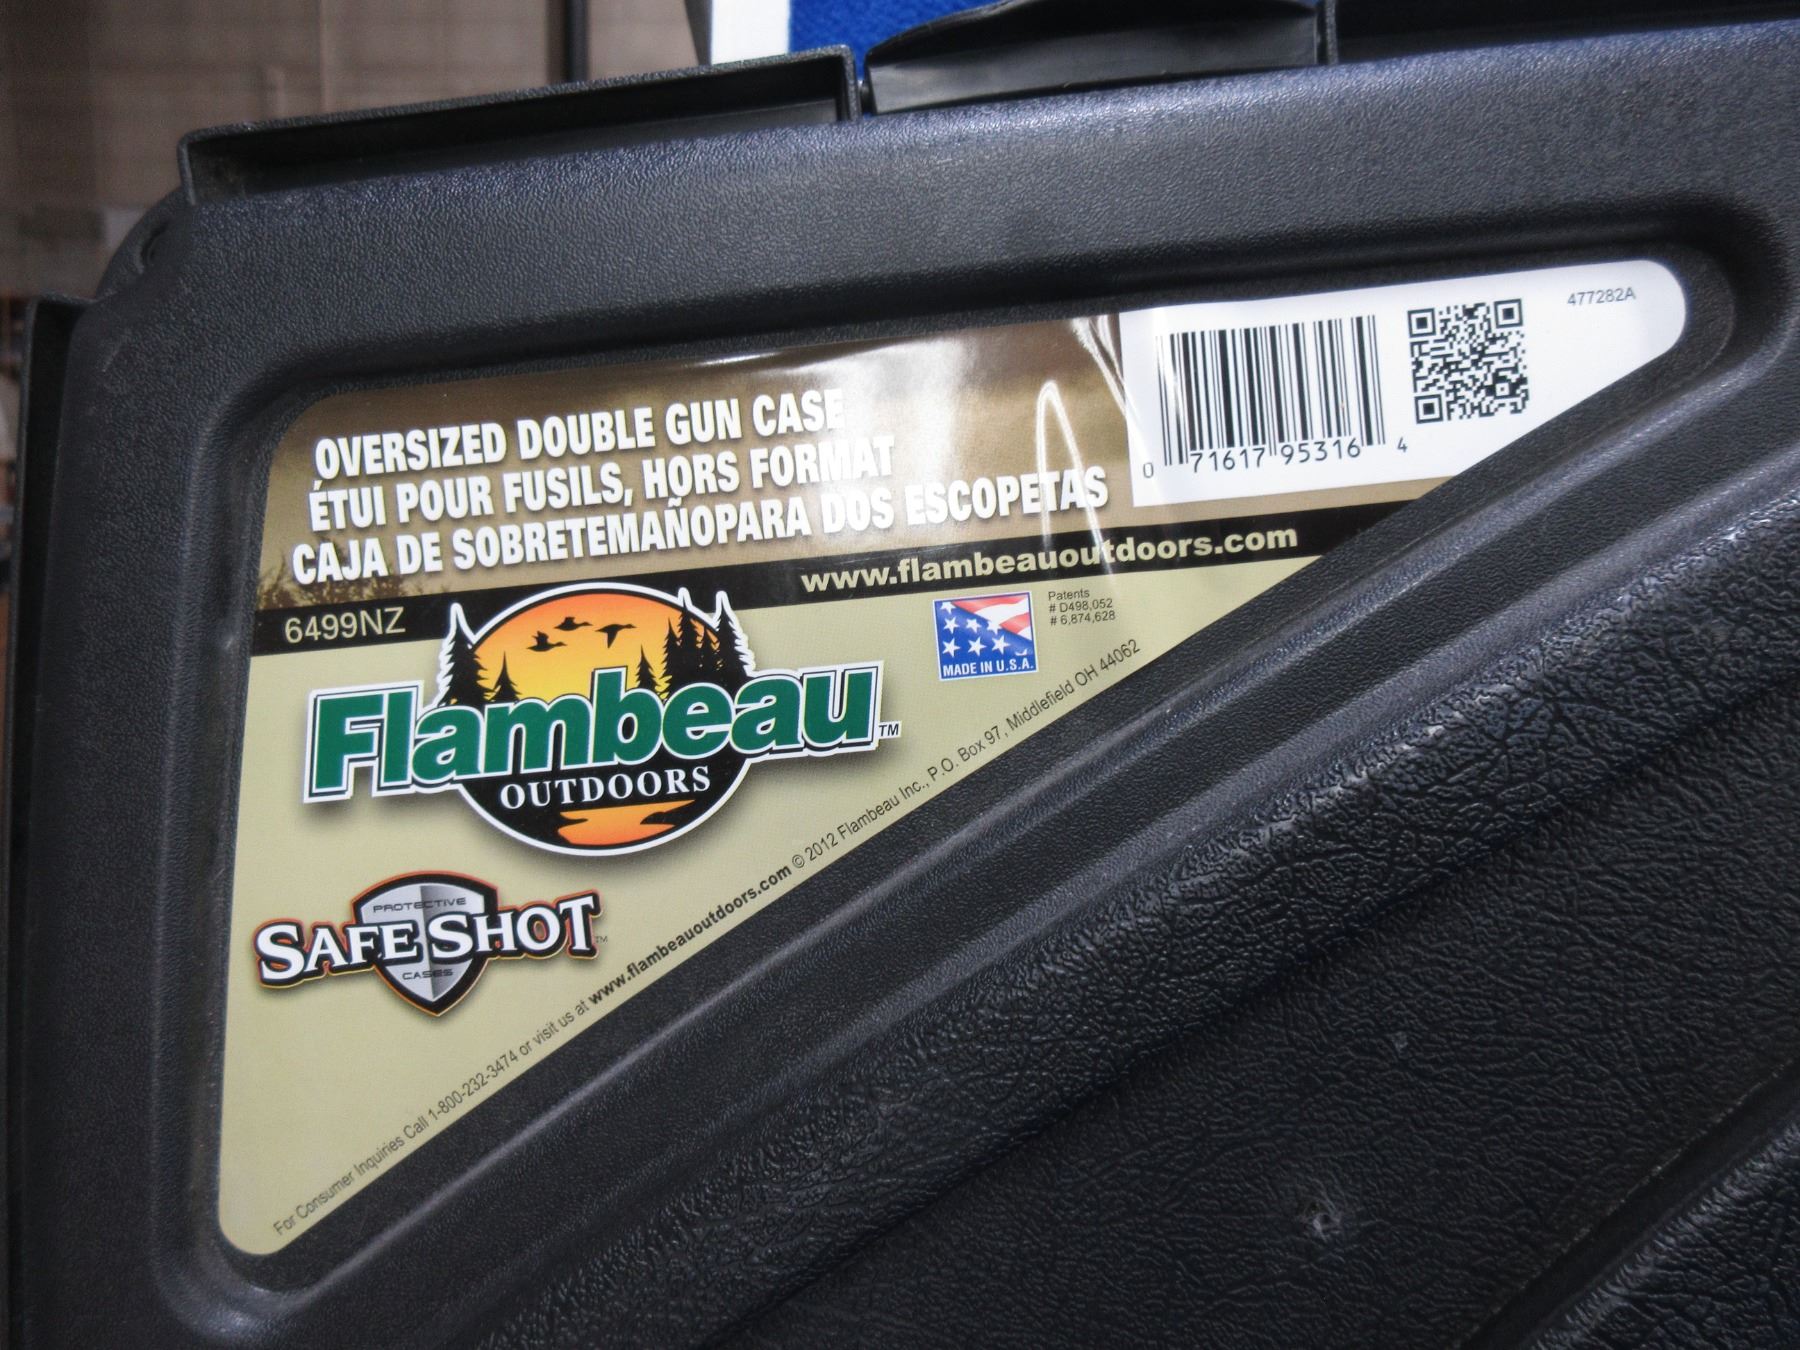 477282A
0 71617 95316 4
OVERSIZED DOUBLE GUN CASE
ÉTUI POUR FUSILS, HORS FORMAT
CAJA DE SOBRETEMAÑOPARA DOS ESCOPETAS
www.flambeauoutdoors.com
6499NZ
Patents
# D498,052
# 6,874,628
MADE IN U.S.A.
Flambeau™
OUTDOORS
PROTECTIVE
SAFESHOT™
CASES
For Consumer Inquiries Call 1-800-232-3474 or visit us at www.flambeauoutdoors.com © 2012 Flambeau Inc., P.O. Box 97, Middlefield OH 44062